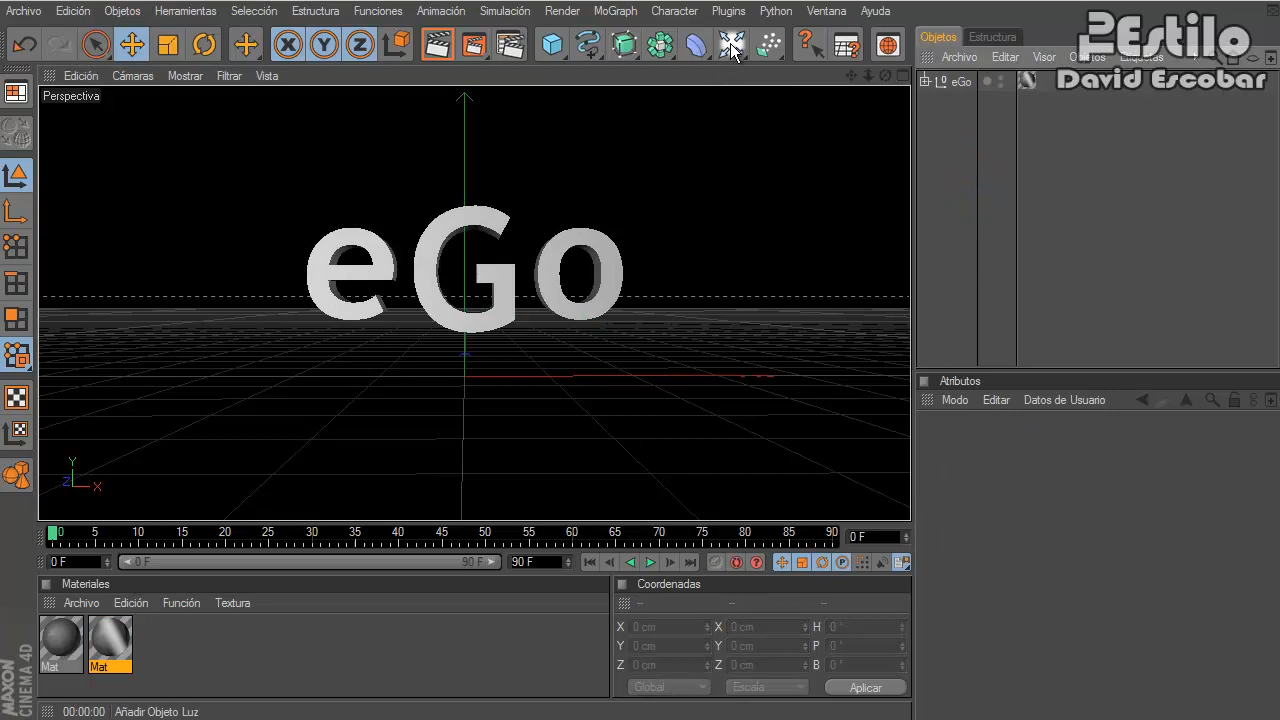 Archivo Edición Herramientas Selección Estructura Funciones Animación Simulación Render MoGraph Character Plugins Python Ventana Ayuda
2Estilo
David Escobar
Objetos Estructura
Archivo Editar Visor Objetos Etiquetas
eGo
Edición Cámaras Mostrar Filtrar Vista
Perspectiva
eGo
Y
Z X
Atributos
Modo Editar Datos de Usuario
0 5 10 15 20 25 30 35 40 45 50 55 60 65 70 75 80 85 90 0 F
0 F 0 F 90 F 90 F
Materiales
Archivo Edición Función Textura
Mat Mat
Coordenadas
-- -- --
X 0 cm X 0 cm H 0 °
Y 0 cm Y 0 cm P 0 °
Z 0 cm Z 0 cm B 0 °
Global Escala Aplicar
MAXON
CINEMA 4D
00:00:00 Añadir Objeto Luz